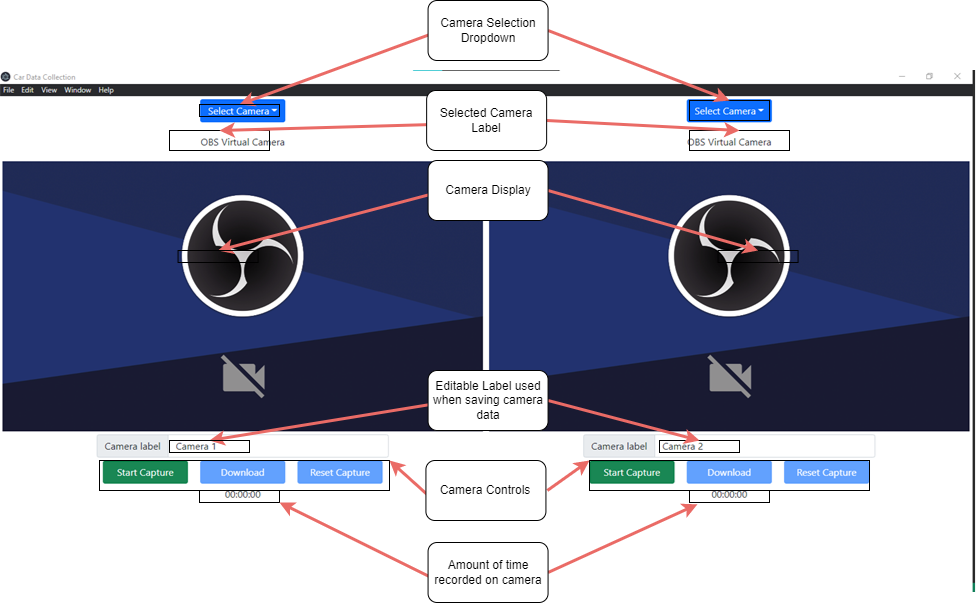 Camera Selection
Dropdown
Car Data Collection
File Edit View Window Help
Select Camera
Select Camera
Selected Camera
Label
OBS Virtual Camera
OBS Virtual Camera
Camera Display
Editable Label used
when saving camera
data
Camera label Camera 1
Camera label Camera 2
Start Capture Download Reset Capture
Start Capture Download Reset Capture
Camera Controls
00:00:00
00:00:00
Amount of time
recorded on camera